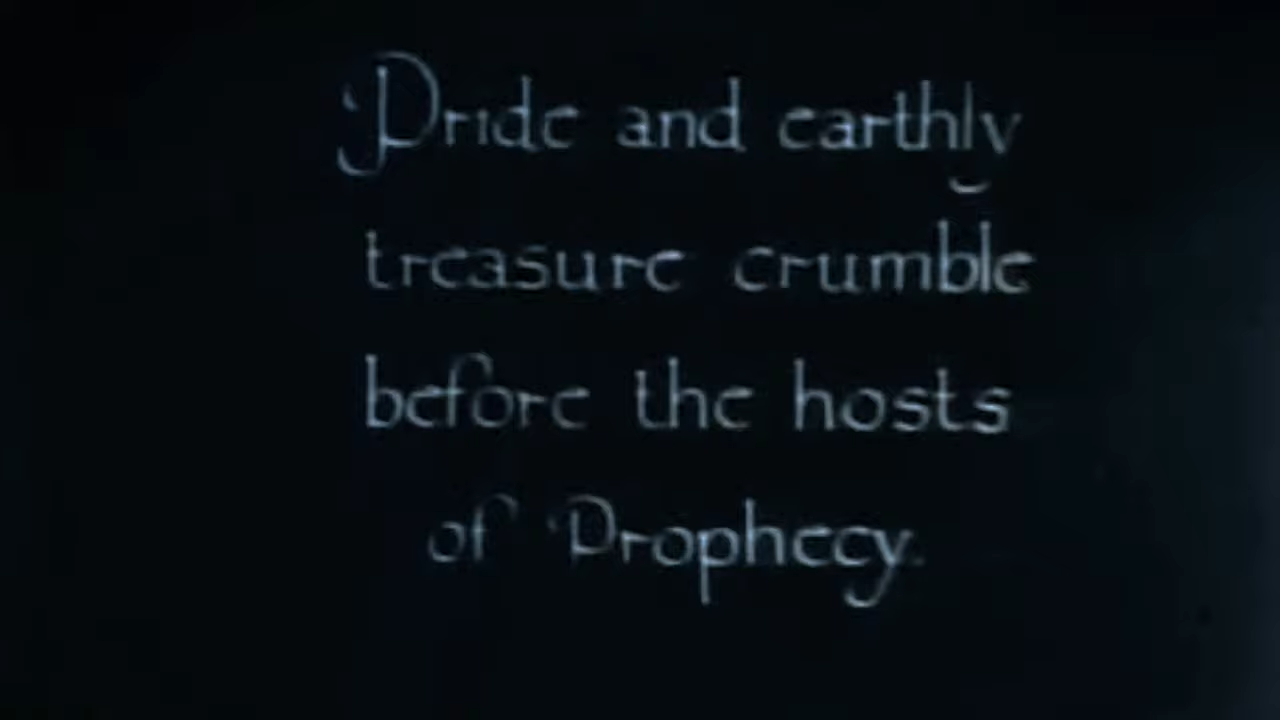 Pride and earthly
treasure crumble
before the hosts
of Prophecy.